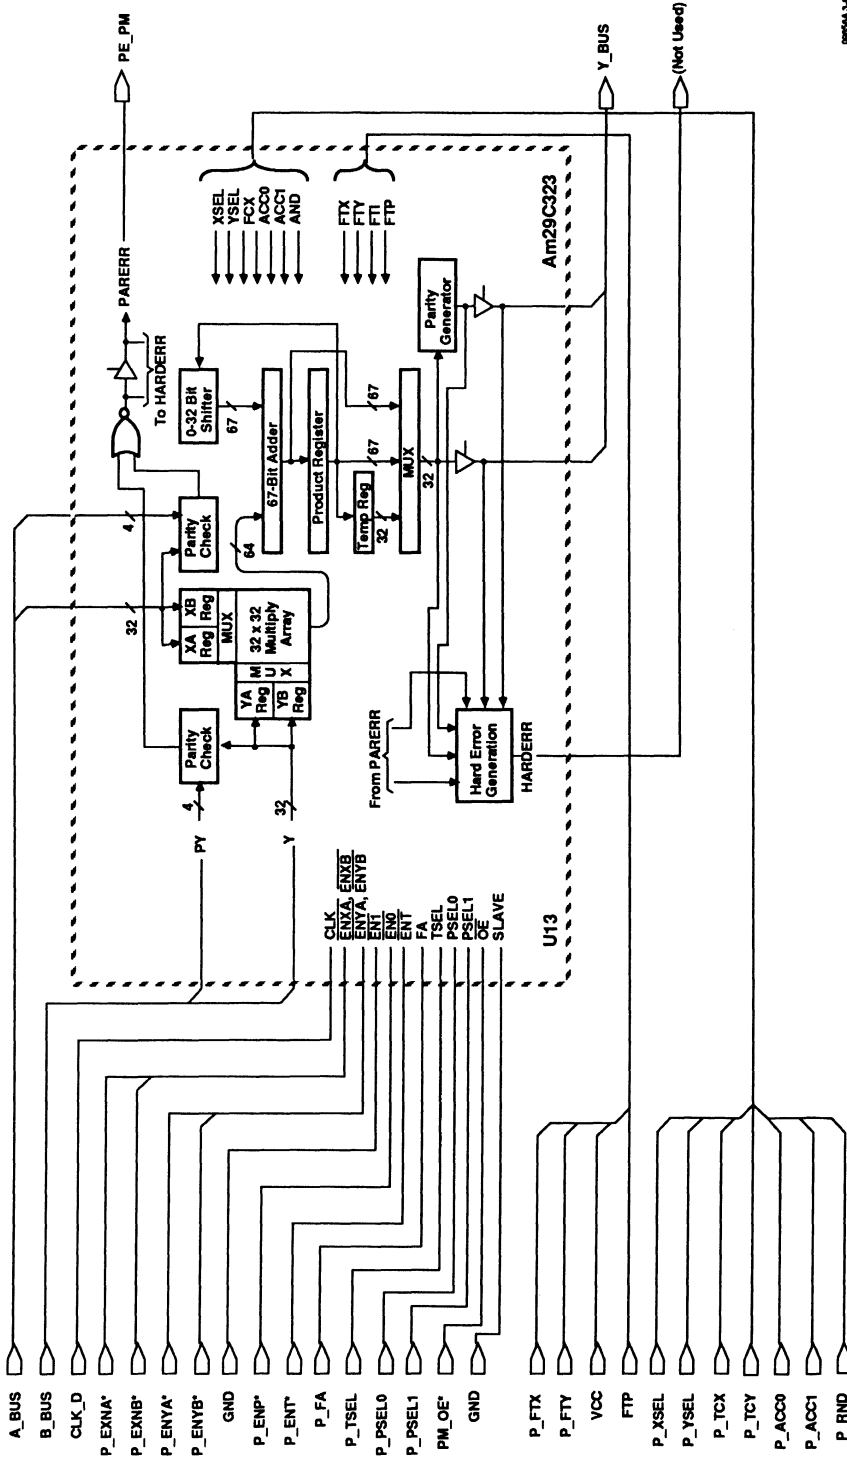 A_BUS
B_BUS
CLK_D
P_EXNA*
P_EXNB*
P_ENYA*
P_ENYB*
GND
P_ENP*
P_ENT*
P_FA
P_TSEL
P_PSEL0
P_PSEL1
PM_OE*
GND
P_FTX
P_FTY
VCC
FTP
P_XSEL
P_YSEL
P_TCX
P_TCY
P_ACC0
P_ACC1
P_RND
CLK
ENXA, ENXB
ENYA, ENYB
EN1
EN0
ENT
FA
TSEL
PSEL0
PSEL1
OE
SLAVE
U13
PY
4
Y
32
Parity
Check
YA
Reg
YB
Reg
M
U
X
XA
Reg
XB
Reg
MUX
32 x 32
Multiply
Array
32
4
Parity
Check
64
From PARERR
Hard Error
Generation
HARDERR
0-32 Bit
Shifter
67
67-Bit Adder
Product Register
Temp Reg
32
67
67
MUX
32
Parity
Generator
To HARDERR
PARERR
XSEL
YSEL
FCX
ACC0
ACC1
AND
FTX
FTY
FTI
FTP
Am29C323
PE_PM
Y_BUS
(Not Used)